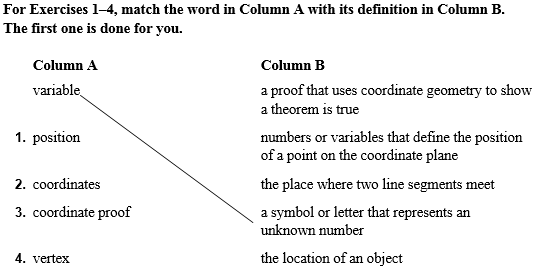 For Exercises 1–4, match the word in Column A with its definition in Column B.
The first one is done for you.
Column A
Column B
variable
a proof that uses coordinate geometry to show
a theorem is true
1. position
numbers or variables that define the position
of a point on the coordinate plane
2. coordinates
the place where two line segments meet
3. coordinate proof
a symbol or letter that represents an
unknown number
4. vertex
the location of an object